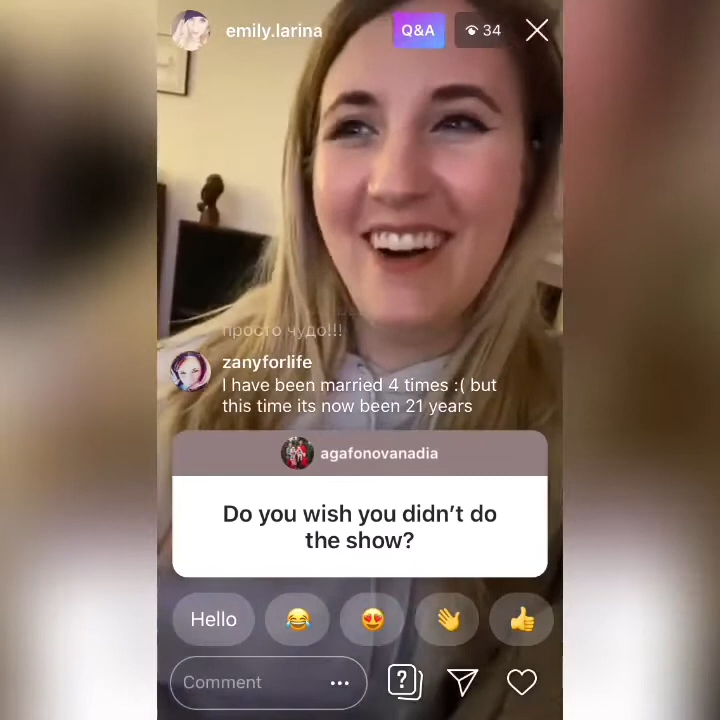 emily.larina
Q&A
34
просто чудо!!!
zanyforlife
I have been married 4 times :( but
this time its now been 21 years
agafonovanadia
Do you wish you didn’t do
the show?
Hello
Comment